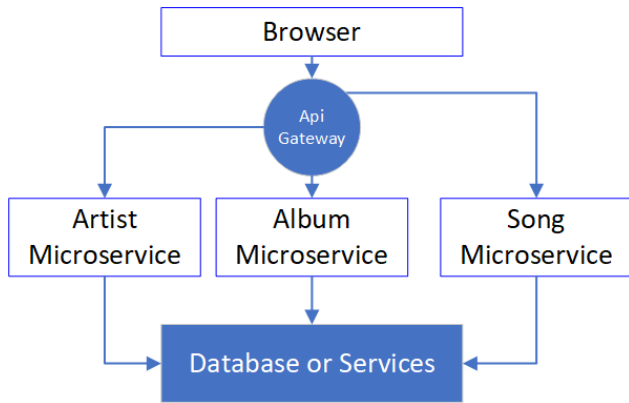 Browser
Api
Gateway
Artist
Microservice
Album
Microservice
Song
Microservice
Database or Services